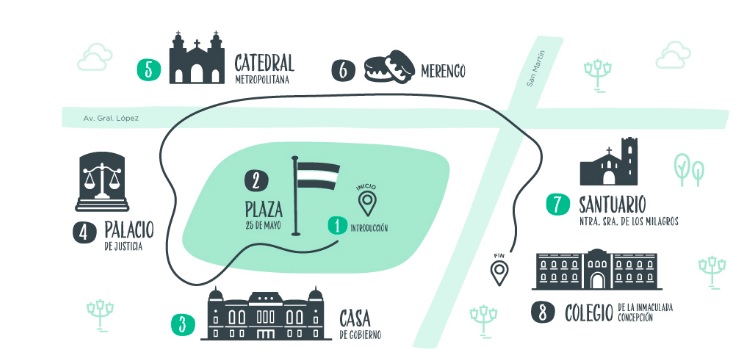 5
CATEDRAL
METROPOLITANA
6
MERENGO
San Martín
Av. Gral. López
4
PALACIO
DE JUSTICIA
2
PLAZA
25 DE MAYO
INICIO
1
INTRODUCCIÓN
7
SANTUARIO
NTRA. SRA. DE LOS MILAGROS
FIN
3
CASA
DE GOBIERNO
8
COLEGIO
DE LA INMACULADA
CONCEPCIÓN